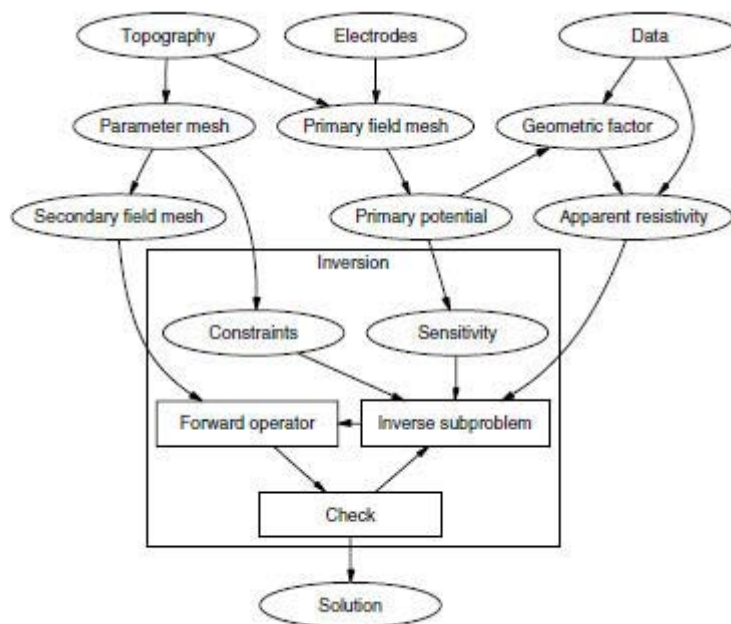 Topography
Electrodes
Data
Parameter mesh
Primary field mesh
Geometric factor
Secondary field mesh
Primary potential
Apparent resistivity
Inversion
Constraints
Sensitivity
Forward operator
Inverse subproblem
Check
Solution